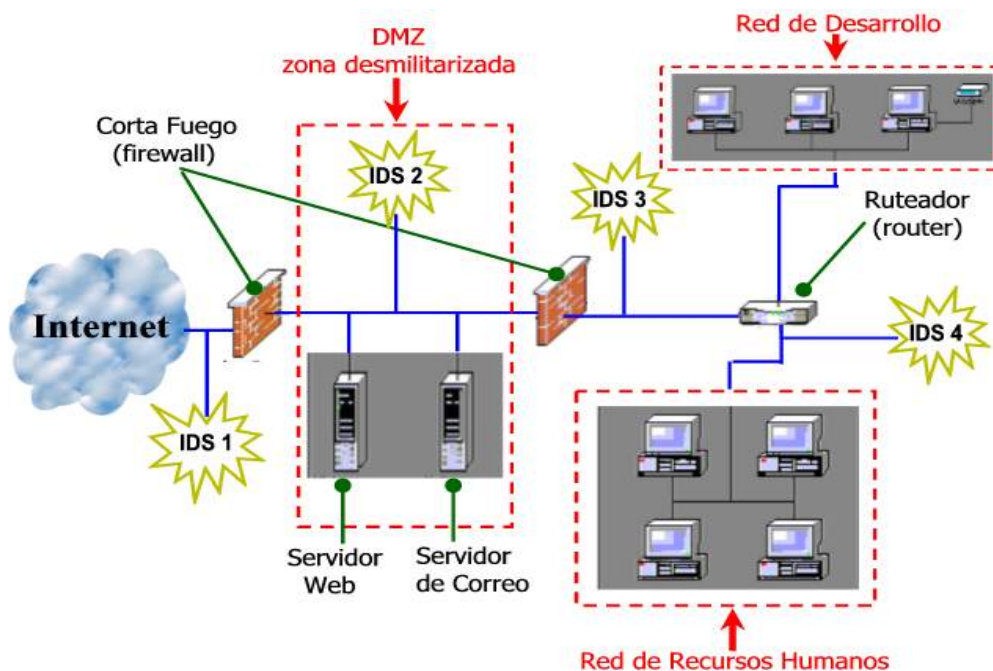 DMZ
zona desmilitarizada
Red de Desarrollo
Corta Fuego
(firewall)
IDS 2
IDS 3
Ruteador
(router)
Internet
IDS 4
IDS 1
Servidor
Web
Servidor
de Correo
Red de Recursos Humanos